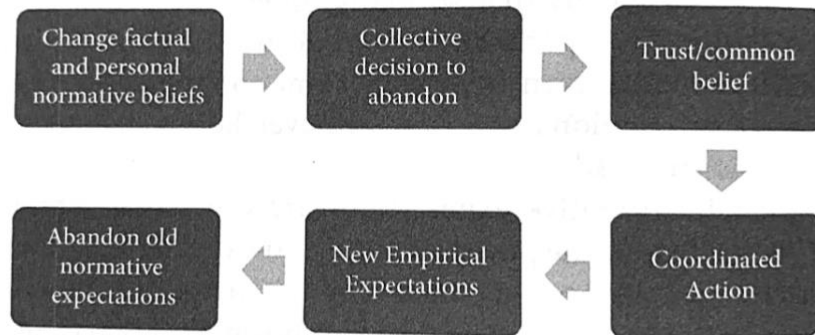 Change factual
and personal
normative beliefs
Collective
decision to
abandon
Trust/common
belief
Coordinated
Action
New Empirical
Expectations
Abandon old
normative
expectations